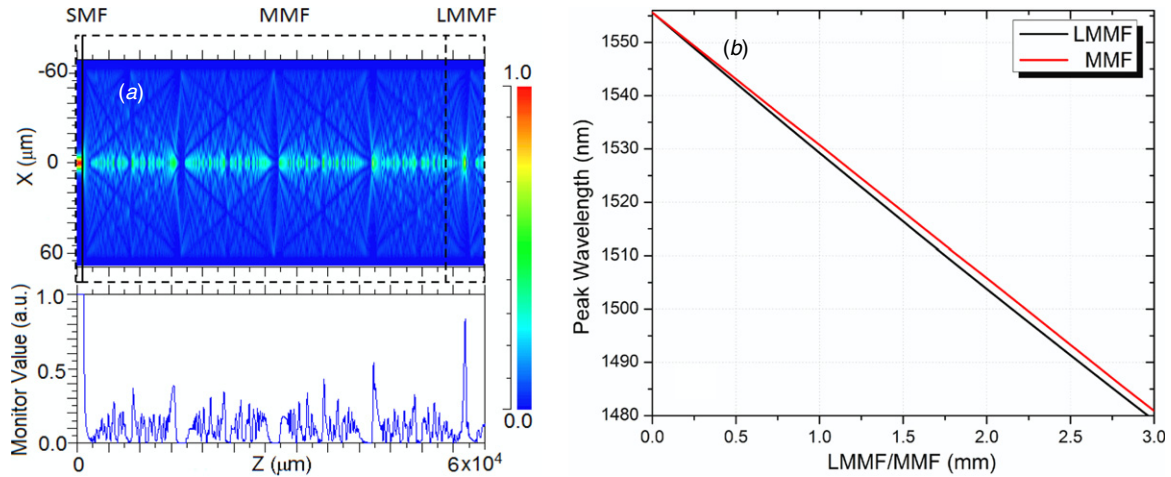 SMF MMF LMMF
(a)
X (μm)
-60
0
60
1.0
0.0
Monitor Value (a.u.)
1.0
0.5
0.0
0 Z (μm) 6x10⁴
(b)
LMMF
MMF
Peak Wavelength (nm)
1550
1540
1530
1520
1510
1500
1490
1480
0.0 0.5 1.0 1.5 2.0 2.5 3.0
LMMF/MMF (mm)